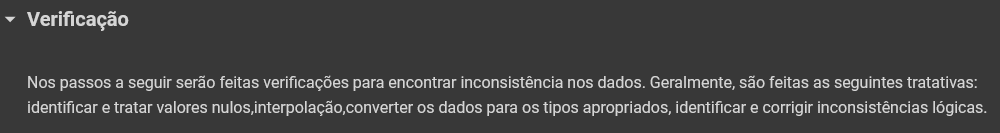 Verificação
Nos passos a seguir serão feitas verificações para encontrar inconsistência nos dados. Geralmente, são feitas as seguintes tratativas:
identificar e tratar valores nulos,interpolação,converter os dados para os tipos apropriados, identificar e corrigir inconsistências lógicas.